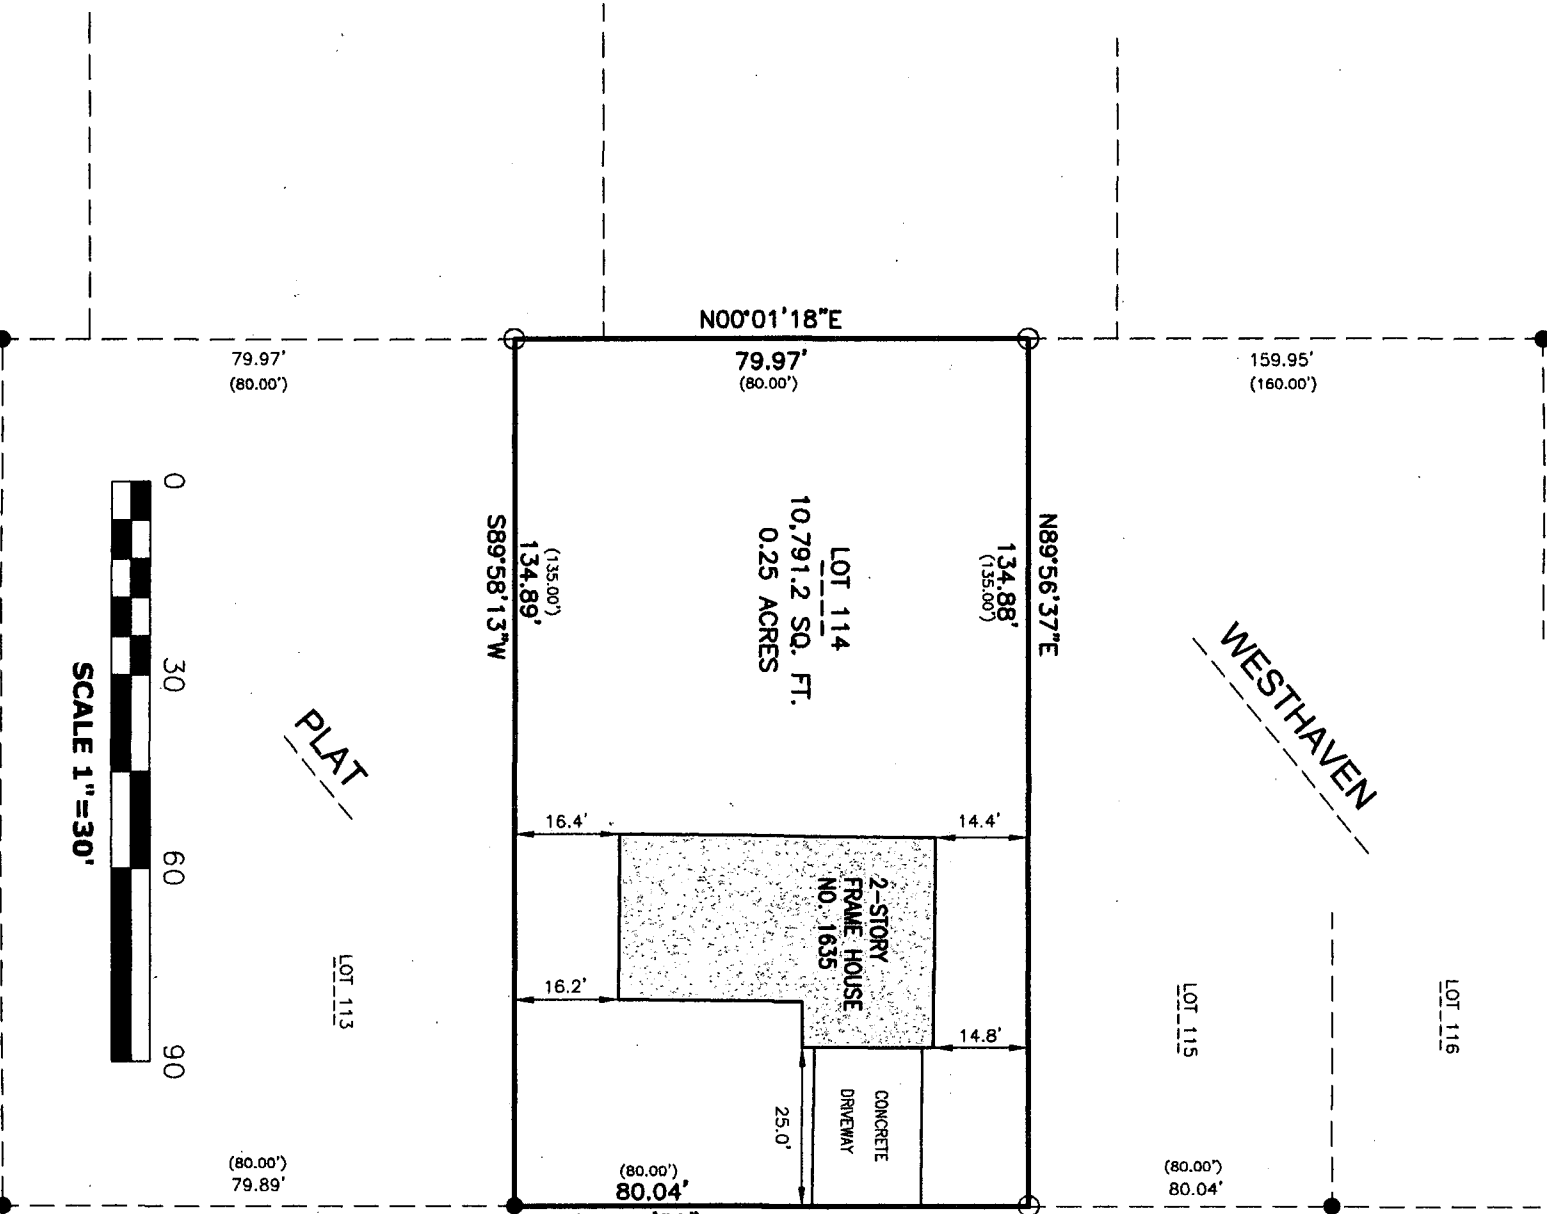 N00°01'18"E
79.97'
(80.00')
79.97'
(80.00')
159.95'
(160.00')
N89°56'37"E
134.88'
(135.00')
LOT 114
10,791.2 SQ. FT.
0.25 ACRES
(135.00')
134.89'
S89°58'13"W
WESTHAVEN
PLAT
0
30
60
90
SCALE 1"=30'
16.4'
14.4'
2-STORY
FRAME HOUSE
NO. 1635
16.2'
14.8'
LOT 113
LOT 115
LOT 116
CONCRETE
DRIVEWAY
25.0'
(80.00')
79.89'
(80.00')
80.04'
(80.00')
80.04'